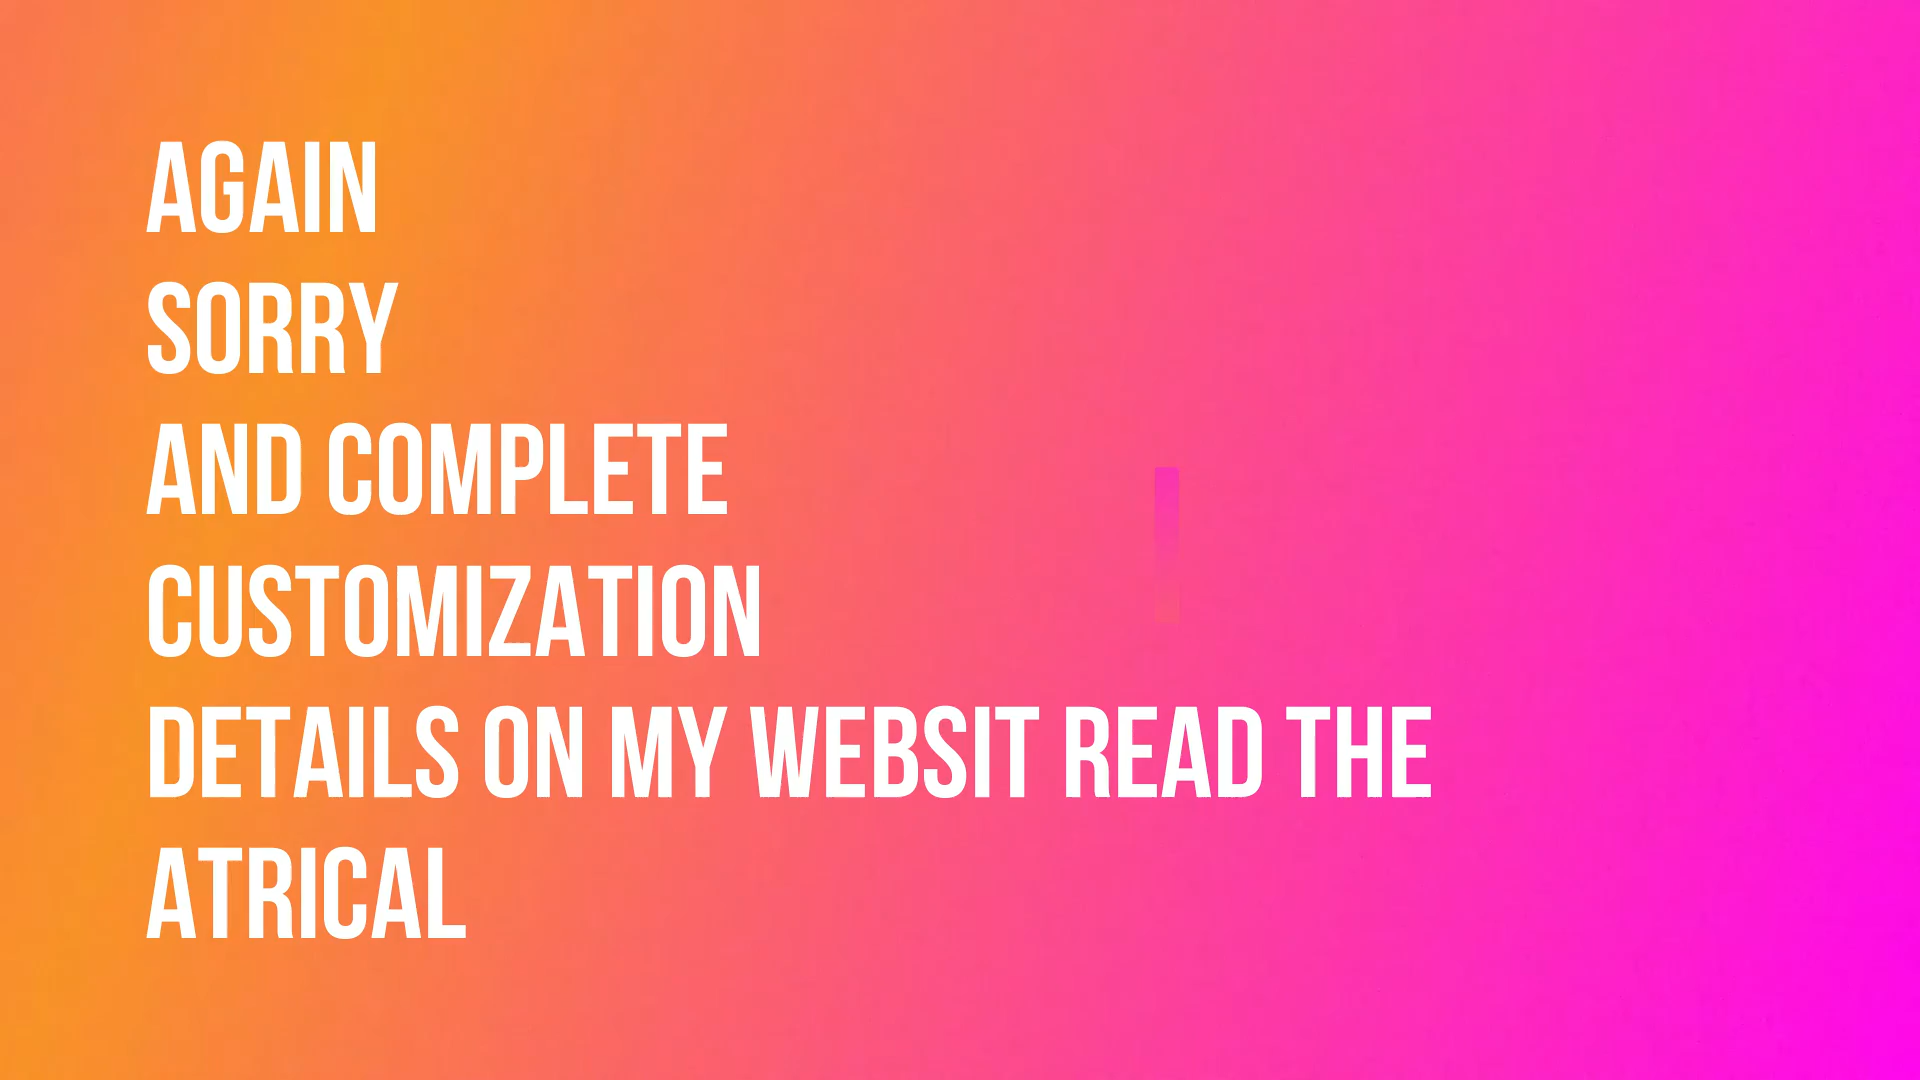 AGAIN
SORRY
AND COMPLETE
CUSTOMIZATION
DETAILS ON MY WEBSIT READ THE
ATRICAL
!